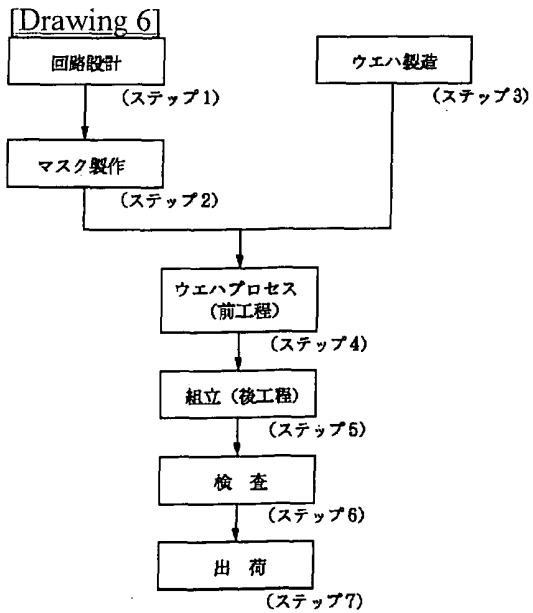 [Drawing 6]
回路設計
(ステップ1)
ウエハ製造
(ステップ3)
マスク製作
(ステップ2)
ウエハプロセス
(前工程)
(ステップ4)
組立(後工程)
(ステップ5)
検 査
(ステップ6)
出 荷
(ステップ7)